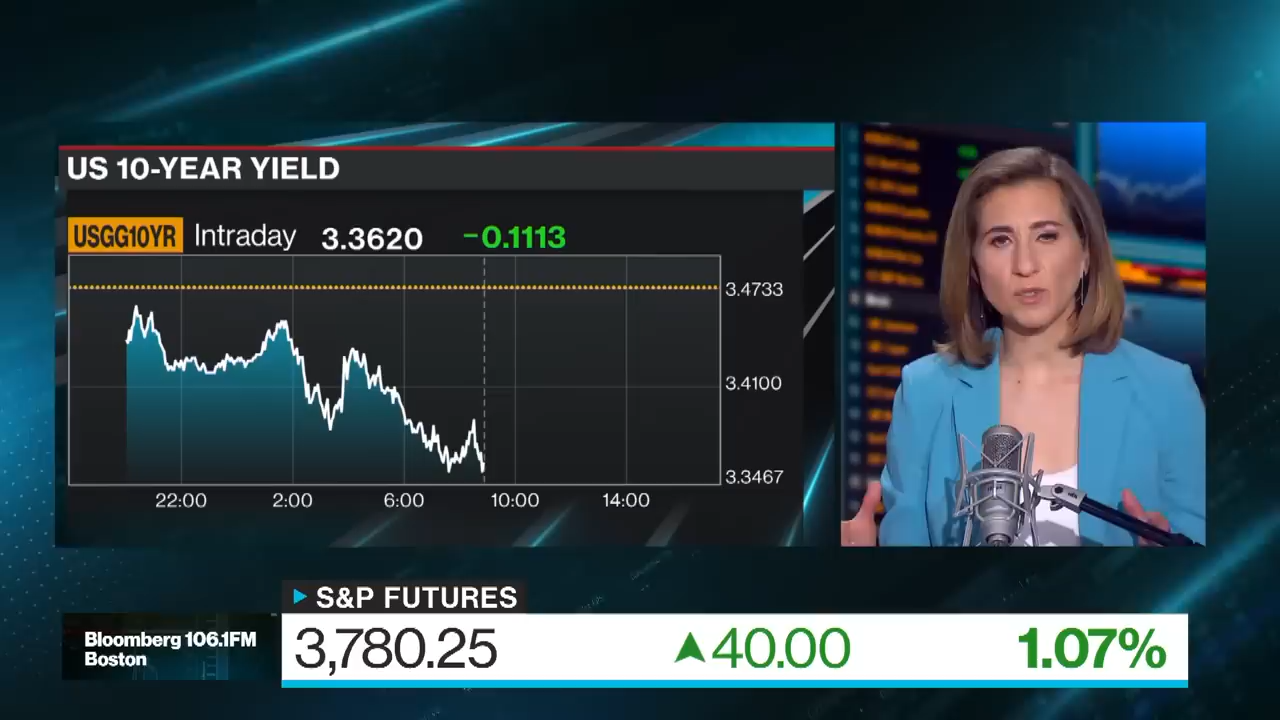 US 10-YEAR YIELD
USGG10YR Intraday 3.3620 -0.1113
3.4733
3.4100
3.3467
22:00 2:00 6:00 10:00 14:00
S&P FUTURES
3,780.25 ▲40.00 1.07%
Bloomberg 106.1FM
Boston